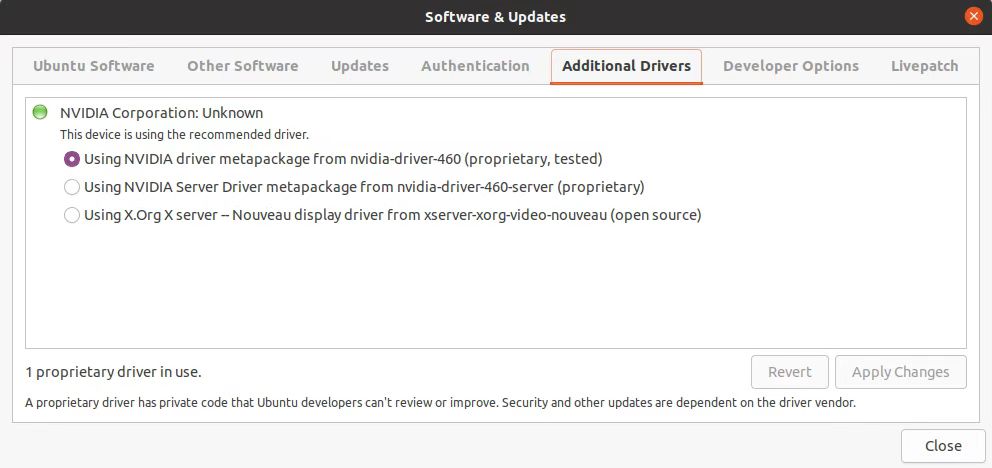 Software & Updates
Ubuntu Software Other Software Updates Authentication Additional Drivers Developer Options Livepatch
NVIDIA Corporation: Unknown
This device is using the recommended driver.
Using NVIDIA driver metapackage from nvidia-driver-460 (proprietary, tested)
Using NVIDIA Server Driver metapackage from nvidia-driver-460-server (proprietary)
Using X.Org X server -- Nouveau display driver from xserver-xorg-video-nouveau (open source)
1 proprietary driver in use.
Revert Apply Changes
A proprietary driver has private code that Ubuntu developers can't review or improve. Security and other updates are dependent on the driver vendor.
Close